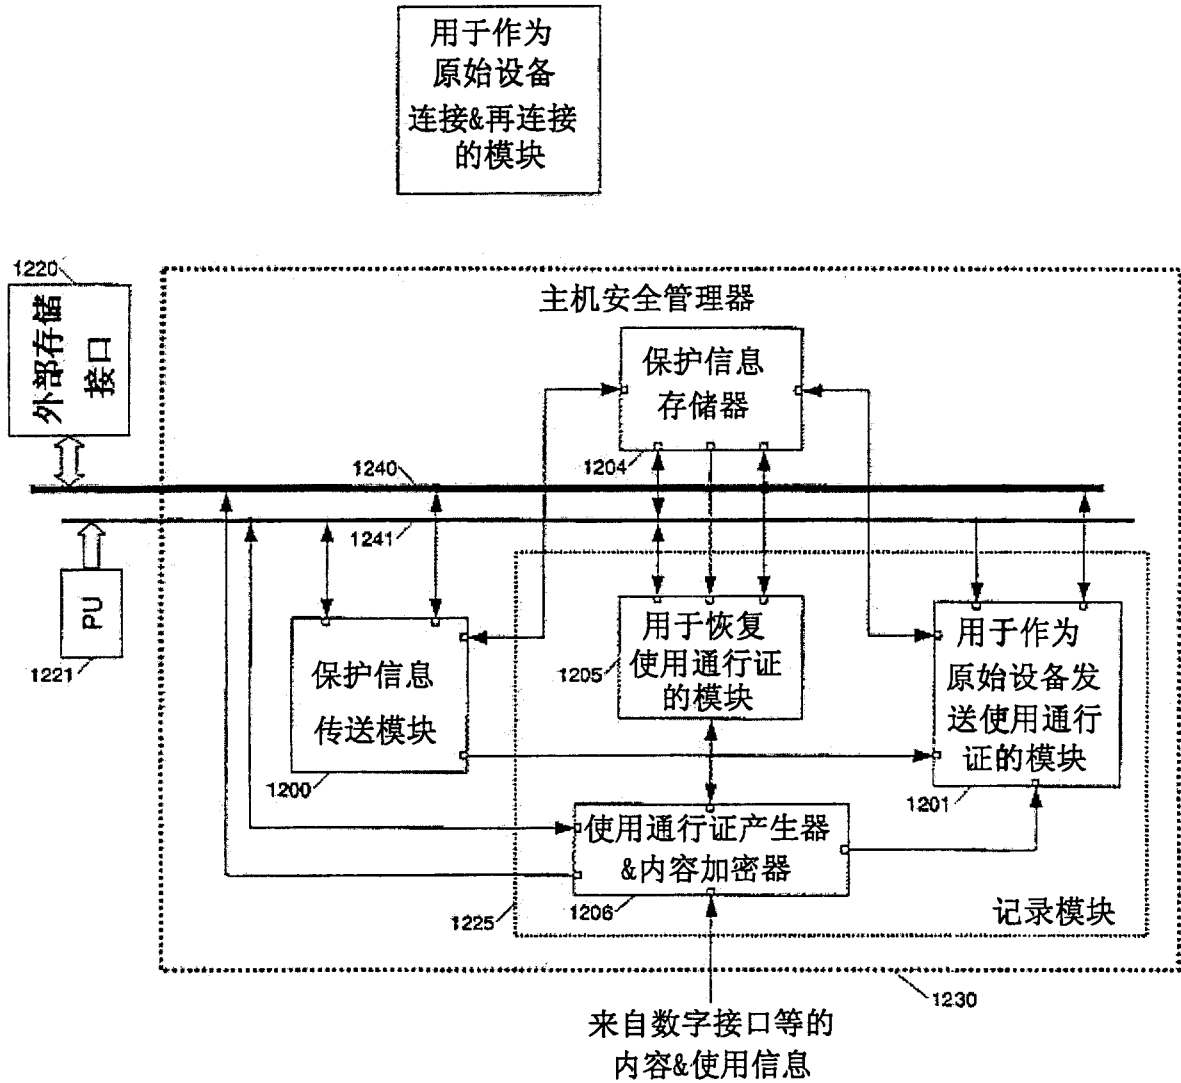 用于作为
原始设备
连接&再连接
的模块
1220
外部存储
接口
主机安全管理器
保护信息
存储器
1204
1240
1241
PU
1221
保护信息
传送模块
1200
用于恢复
使用通行证
的模块
1205
用于作为
原始设备发
送使用通行
证的模块
1201
使用通行证产生器
&内容加密器
1206
1225
记录模块
1230
来自数字接口等的
内容&使用信息